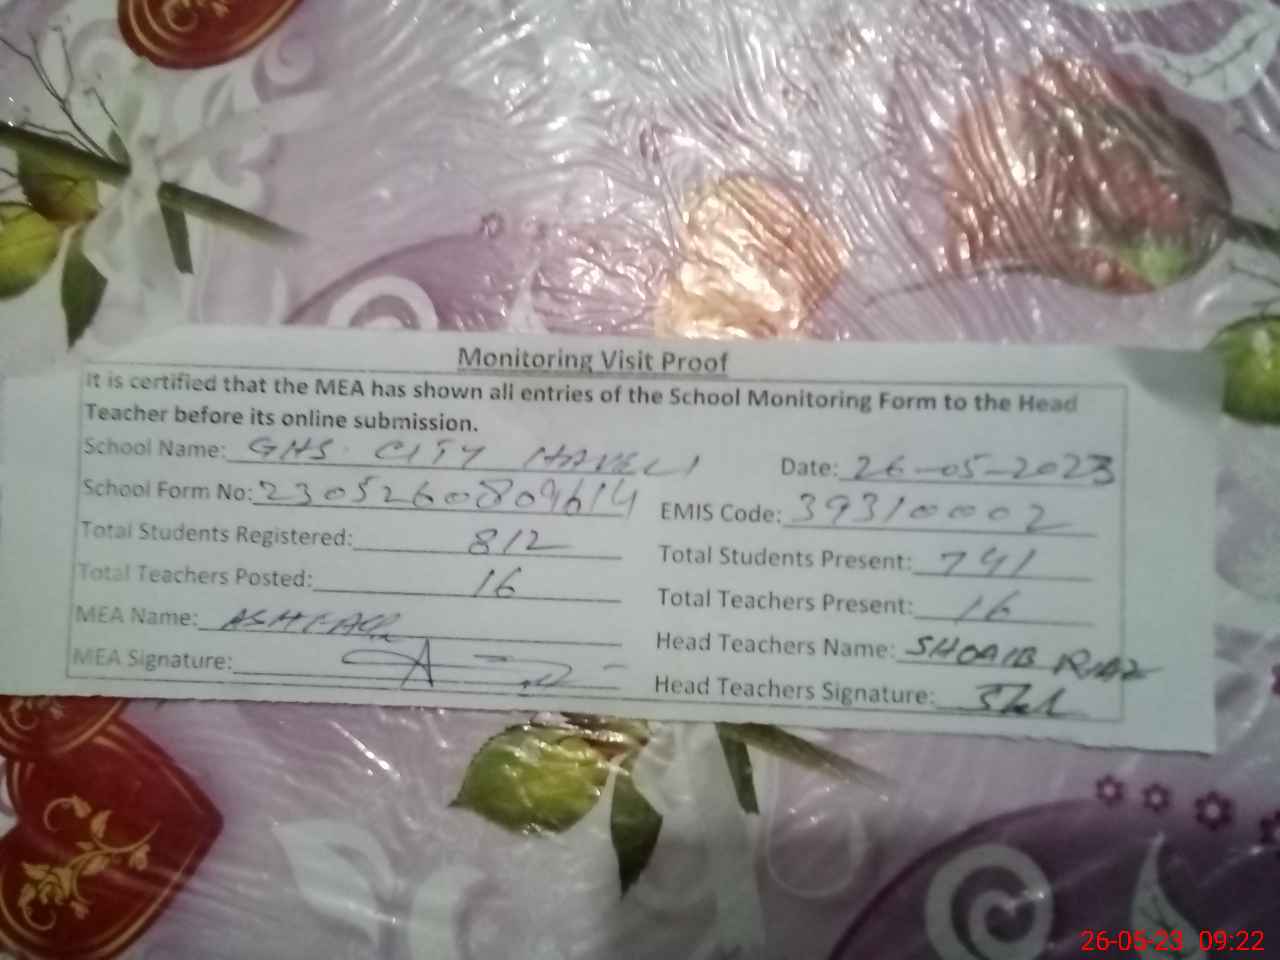 Monitoring Visit Proof
It is certified that the MEA has shown all entries of the School Monitoring Form to the Head
Teacher before its online submission.
School Name: GHS. CITY HAVELI Date: 26-05-2023
School Form No: 2305260809614 EMIS Code: 39310002
Total Students Registered: 812 Total Students Present: 741
Total Teachers Posted: 16 Total Teachers Present: 16
MEA Name: ASHFAQ Head Teachers Name: SHOAIB RIAZ
MEA Signature: Head Teachers Signature:
26-05-23 09:22